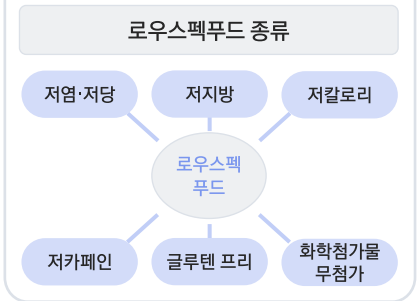 로우스펙푸드 종류
저염·저당
저지방
저칼로리
로우스펙
푸드
저카페인
글루텐 프리
화학첨가물
무첨가